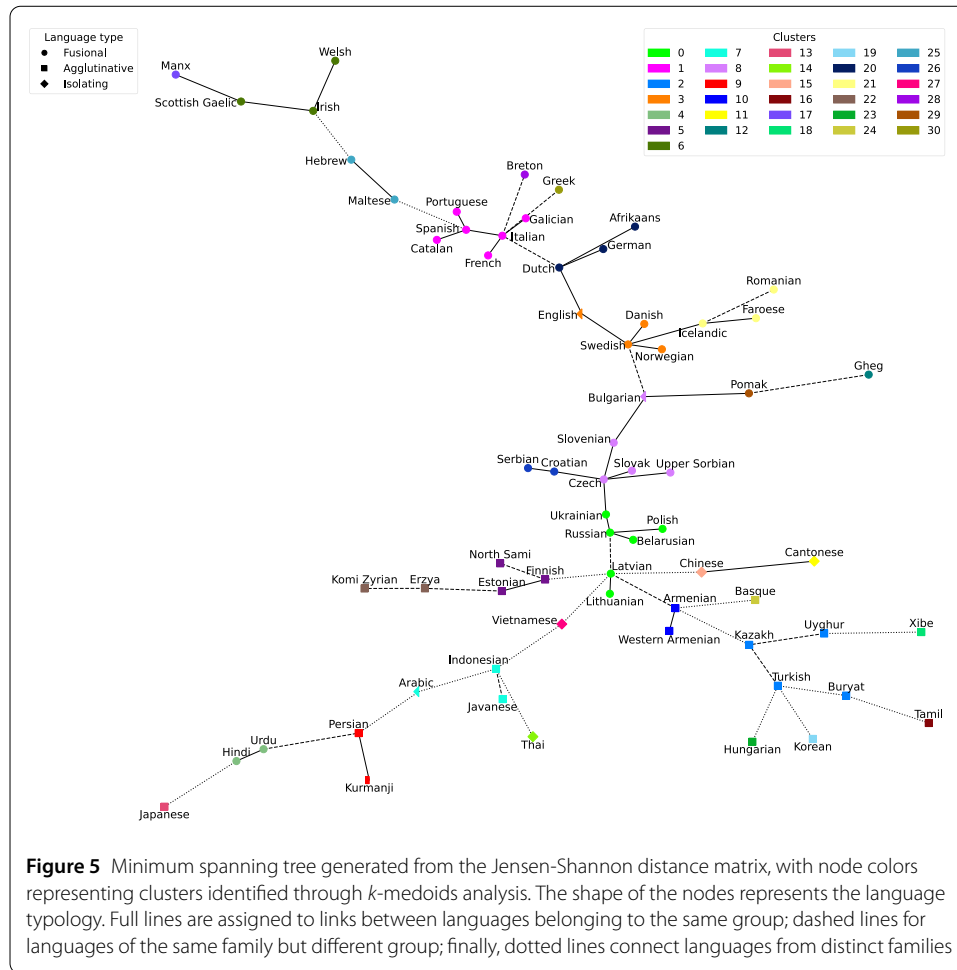 Language type
Fusional
Agglutinative
Isolating
Clusters
0 7 13 19 25
1 8 14 20 26
2 9 15 21 27
3 10 16 22 28
4 11 17 23 29
5 12 18 24 30
6
Welsh
Manx
Scottish Gaelic
Irish
Hebrew
Breton
Greek
Maltese
Portuguese
Galician
Afrikaans
Spanish
Italian
German
Catalan
French
Dutch
Romanian
English
Danish
Faroese
Icelandic
Swedish
Norwegian
Gheg
Pomak
Bulgarian
Slovenian
Serbian
Croatian
Slovak
Upper Sorbian
Czech
Ukrainian
Polish
Russian
Belarusian
North Sami
Finnish
Latvian
Chinese
Cantonese
Komi Zyrian
Erzya
Estonian
Lithuanian
Armenian
Basque
Vietnamese
Western Armenian
Kazakh
Uyghur
Xibe
Indonesian
Turkish
Buryat
Arabic
Javanese
Tamil
Persian
Thai
Hungarian
Korean
Urdu
Hindi
Kurmanji
Japanese
Figure 5 Minimum spanning tree generated from the Jensen-Shannon distance matrix, with node colors
representing clusters identified through k-medoids analysis. The shape of the nodes represents the language
typology. Full lines are assigned to links between languages belonging to the same group; dashed lines for
languages of the same family but different group; finally, dotted lines connect languages from distinct families